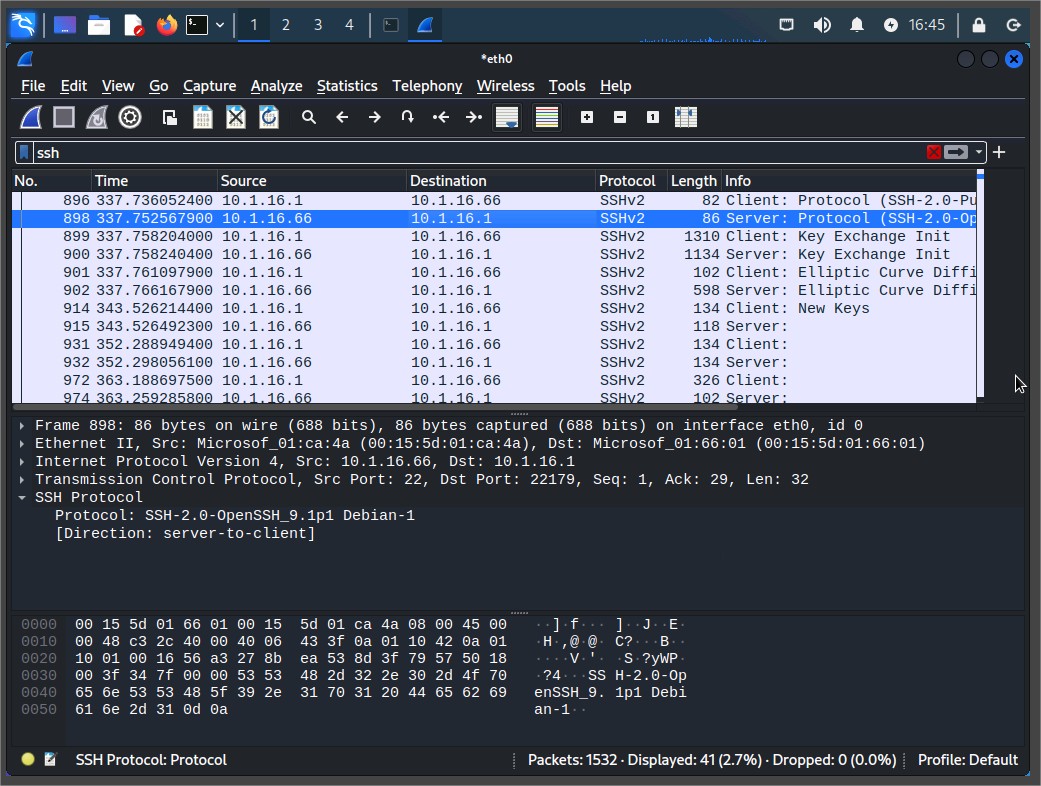 1 2 3 4 16:45
*eth0
File Edit View Go Capture Analyze Statistics Telephony Wireless Tools Help
ssh
No. Time Source Destination Protocol Length Info
896 337.736052400 10.1.16.1 10.1.16.66 SSHv2 82 Client: Protocol (SSH-2.0-Pu
898 337.752567900 10.1.16.66 10.1.16.1 SSHv2 86 Server: Protocol (SSH-2.0-Op
899 337.758204000 10.1.16.1 10.1.16.66 SSHv2 1310 Client: Key Exchange Init
900 337.758240400 10.1.16.66 10.1.16.1 SSHv2 1134 Server: Key Exchange Init
901 337.761097900 10.1.16.1 10.1.16.66 SSHv2 102 Client: Elliptic Curve Diffi
902 337.766167900 10.1.16.66 10.1.16.1 SSHv2 598 Server: Elliptic Curve Diffi
914 343.526214400 10.1.16.1 10.1.16.66 SSHv2 134 Client: New Keys
915 343.526492300 10.1.16.66 10.1.16.1 SSHv2 118 Server:
931 352.288949400 10.1.16.1 10.1.16.66 SSHv2 134 Client:
932 352.298056100 10.1.16.66 10.1.16.1 SSHv2 134 Server:
972 363.188697500 10.1.16.1 10.1.16.66 SSHv2 326 Client:
974 363.259285800 10.1.16.66 10.1.16.1 SSHv2 102 Server:
Frame 898: 86 bytes on wire (688 bits), 86 bytes captured (688 bits) on interface eth0, id 0
Ethernet II, Src: Microsof_01:ca:4a (00:15:5d:01:ca:4a), Dst: Microsof_01:66:01 (00:15:5d:01:66:01)
Internet Protocol Version 4, Src: 10.1.16.66, Dst: 10.1.16.1
Transmission Control Protocol, Src Port: 22, Dst Port: 22179, Seq: 1, Ack: 29, Len: 32
SSH Protocol
Protocol: SSH-2.0-OpenSSH_9.1p1 Debian-1
[Direction: server-to-client]
0000 00 15 5d 01 66 01 00 15 5d 01 ca 4a 08 00 45 00 ··]·f··· ]··J··E·
0010 00 48 c3 2c 40 00 40 06 43 3f 0a 01 10 42 0a 01 ·H·,@·@· C?···B··
0020 10 01 00 16 56 a3 27 8b ea 53 8d 3f 79 57 50 18 ····V·'· ·S·?yWP·
0030 00 3f 34 7f 00 00 53 53 48 2d 32 2e 30 2d 4f 70 ·?4···SS H-2.0-Op
0040 65 6e 53 53 48 5f 39 2e 31 70 31 20 44 65 62 69 enSSH_9. 1p1 Debi
0050 61 6e 2d 31 0d 0a an-1··
SSH Protocol: Protocol Packets: 1532 · Displayed: 41 (2.7%) · Dropped: 0 (0.0%) Profile: Default